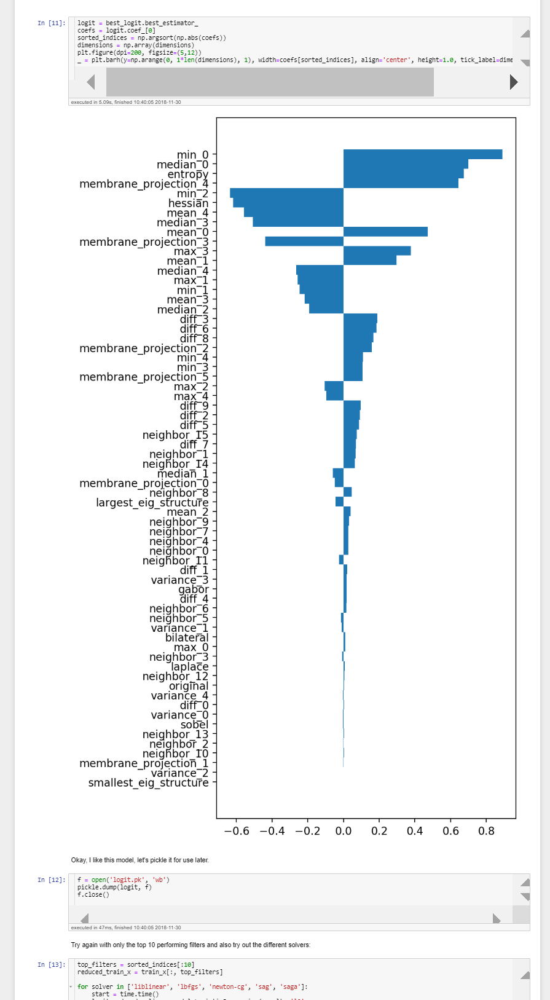 In [11]:
logit = best_logit.best_estimator_
coefs = logit.coef_[0]
sorted_indices = np.argsort(np.abs(coefs))
dimensions = np.array(dimensions)
plt.figure(dpi=200, figsize=(5,12))
_ = plt.barh(y=np.arange(0, 1*len(dimensions), 1), width=coefs[sorted_indices], align='center', height=1.0, tick_label=dime
executed in 5.09s, finished 10:40:05 2018-11-30
min_0
median_0
entropy
membrane_projection_4
min_2
hessian
mean_4
median_3
mean_0
membrane_projection_3
max_3
mean_1
median_4
max_1
min_1
mean_3
median_2
diff_3
diff_6
diff_8
membrane_projection_2
min_4
min_3
membrane_projection_5
max_2
max_4
diff_9
diff_2
diff_5
neighbor_15
diff_7
neighbor_1
neighbor_14
median_1
membrane_projection_0
neighbor_8
largest_eig_structure
mean_2
neighbor_9
neighbor_7
neighbor_4
neighbor_0
neighbor_11
diff_1
variance_3
gabor
diff_4
neighbor_6
neighbor_5
variance_1
bilateral
max_0
neighbor_3
laplace
neighbor_12
original
variance_4
diff_0
variance_0
sobel
neighbor_13
neighbor_2
neighbor_10
membrane_projection_1
variance_2
smallest_eig_structure
−0.6 −0.4 −0.2 0.0 0.2 0.4 0.6 0.8
Okay, I like this model, let's pickle it for use later.
In [12]:
f = open('logit.pk', 'wb')
pickle.dump(logit, f)
f.close()
executed in 47ms, finished 10:40:05 2018-11-30
Try again with only the top 10 performing filters and also try out the different solvers:
In [13]:
top_filters = sorted_indices[:10]
reduced_train_x = train_x[:, top_filters]
for solver in ['liblinear', 'lbfgs', 'newton-cg', 'sag', 'saga']:
start = time.time()